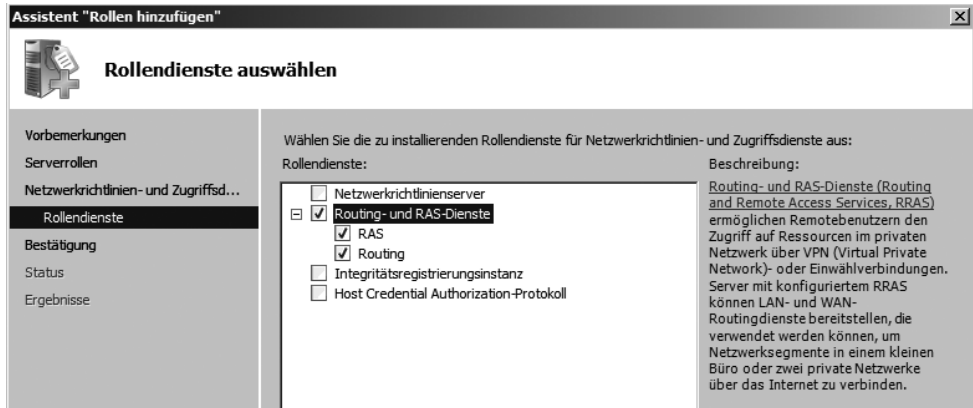 Assistent "Rollen hinzufügen"
Rollendienste auswählen
Vorbemerkungen
Serverrollen
Netzwerkrichtlinien- und Zugriffsd...
Rollendienste
Bestätigung
Status
Ergebnisse
Wählen Sie die zu installierenden Rollendienste für Netzwerkrichtlinien- und Zugriffsdienste aus:
Rollendienste:
Netzwerkrichtlinienserver
Routing- und RAS-Dienste
RAS
Routing
Integritätsregistrierungsinstanz
Host Credential Authorization-Protokoll
Beschreibung:
Routing- und RAS-Dienste (Routing
and Remote Access Services, RRAS)
ermöglichen Remotebenutzern den
Zugriff auf Ressourcen im privaten
Netzwerk über VPN (Virtual Private
Network)- oder Einwählverbindungen.
Server mit konfiguriertem RRAS
können LAN- und WAN-
Routingdienste bereitstellen, die
verwendet werden können, um
Netzwerksegmente in einem kleinen
Büro oder zwei private Netzwerke
über das Internet zu verbinden.